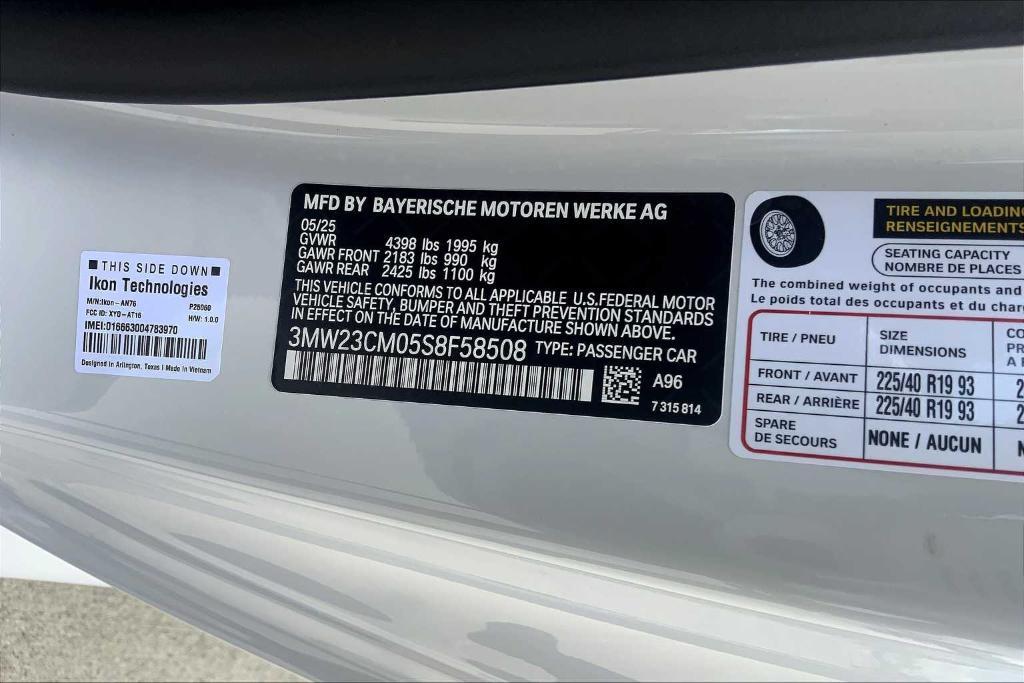 ■ THIS SIDE DOWN ■
Ikon Technologies
M/N:Ikon-AN76 P25060
FCC ID: XYO-AT16 H/W: 1.0.0
IMEI:016663004783970
Designed in Arlington, Texas | Made in Vietnam
MFD BY BAYERISCHE MOTOREN WERKE AG
05/25
GVWR 4398 lbs 1995 kg
GAWR FRONT 2183 lbs 990 kg
GAWR REAR 2425 lbs 1100 kg
THIS VEHICLE CONFORMS TO ALL APPLICABLE U.S.FEDERAL MOTOR
VEHICLE SAFETY, BUMPER AND THEFT PREVENTION STANDARDS
IN EFFECT ON THE DATE OF MANUFACTURE SHOWN ABOVE.
3MW23CM05S8F58508 TYPE: PASSENGER CAR
A96
7 315 814
TIRE AND LOADING
RENSEIGNEMENTS
SEATING CAPACITY
NOMBRE DE PLACES
The combined weight of occupants and
Le poids total des occupants et du
TIRE / PNEU SIZE
DIMENSIONS
FRONT / AVANT 225/40 R19 93
REAR / ARRIÈRE 225/40 R19 93
SPARE
DE SECOURS NONE / AUCUN